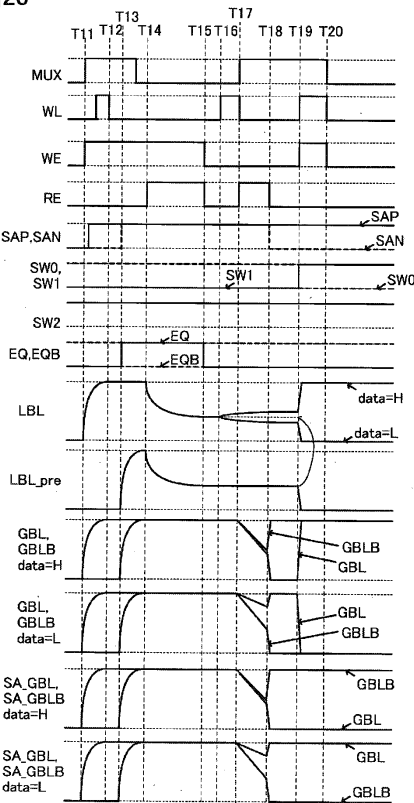 20
T17
T13
T11
T12
T14
T15
T16
T18
T19
T20
MUX
WL
WE
RE
SAP
SAP,SAN
SAN
SW0,
SW1
SW1
SW0
SW2
EQ
EQ,EQB
EQB
data=H
LBL
data=L
LBL_pre
GBL,
GBLB
data=H
GBLB
GBL
GBL,
GBLB
data=L
GBL
GBLB
SA_GBL,
SA_GBLB
data=H
GBLB
GBL
SA_GBL,
SA_GBLB
data=L
GBL
GBLB